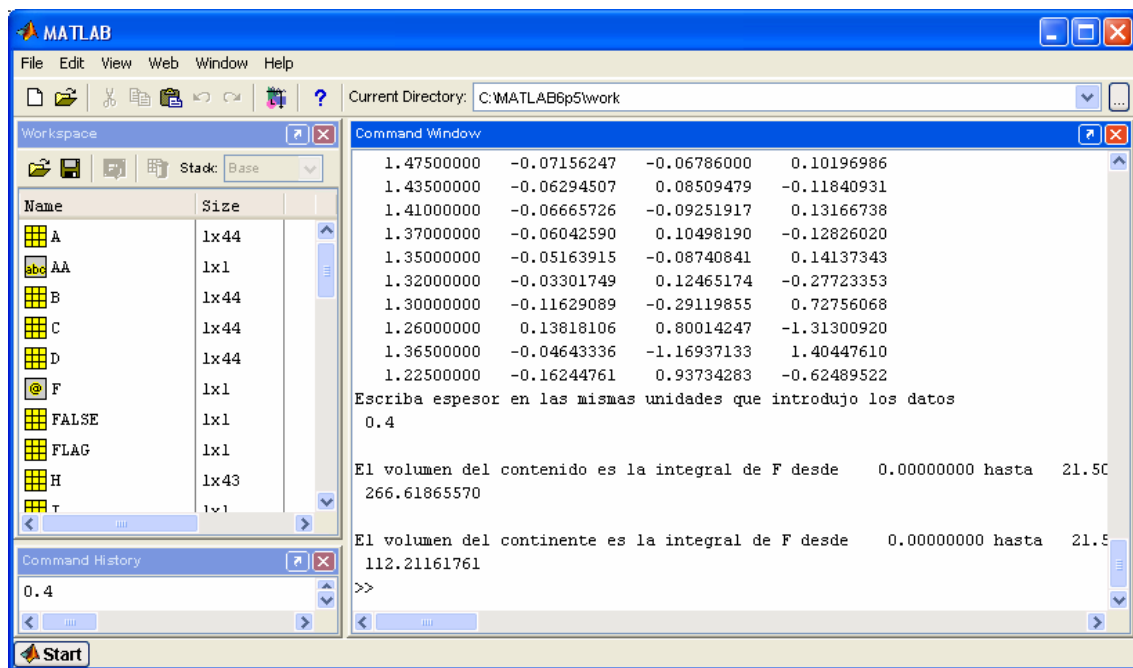 MATLAB
File Edit View Web Window Help
? Current Directory: C:\MATLAB6p5\work ...
Workspace
Stack: Base
Name Size
A 1x44
abc AA 1x1
B 1x44
C 1x44
D 1x44
@ F 1x1
FALSE 1x1
FLAG 1x1
H 1x43
1x1
Command History
0.4
Command Window
1.47500000 -0.07156247 -0.06786000 0.10196986
1.43500000 -0.06294507 0.08509479 -0.11840931
1.41000000 -0.06665726 -0.09251917 0.13166738
1.37000000 -0.06042590 0.10498190 -0.12826020
1.35000000 -0.05163915 -0.08740841 0.14137343
1.32000000 -0.03301749 0.12465174 -0.27723353
1.30000000 -0.11629089 -0.29119855 0.72756068
1.26000000 0.13818106 0.80014247 -1.31300920
1.36500000 -0.04643336 -1.16937133 1.40447610
1.22500000 -0.16244761 0.93734283 -0.62489522
Escriba espesor en las mismas unidades que introdujo los datos
0.4
El volumen del contenido es la integral de F desde 0.00000000 hasta 21.50
266.61865570
El volumen del continente es la integral de F desde 0.00000000 hasta 21.5
112.21161761
>>
Start